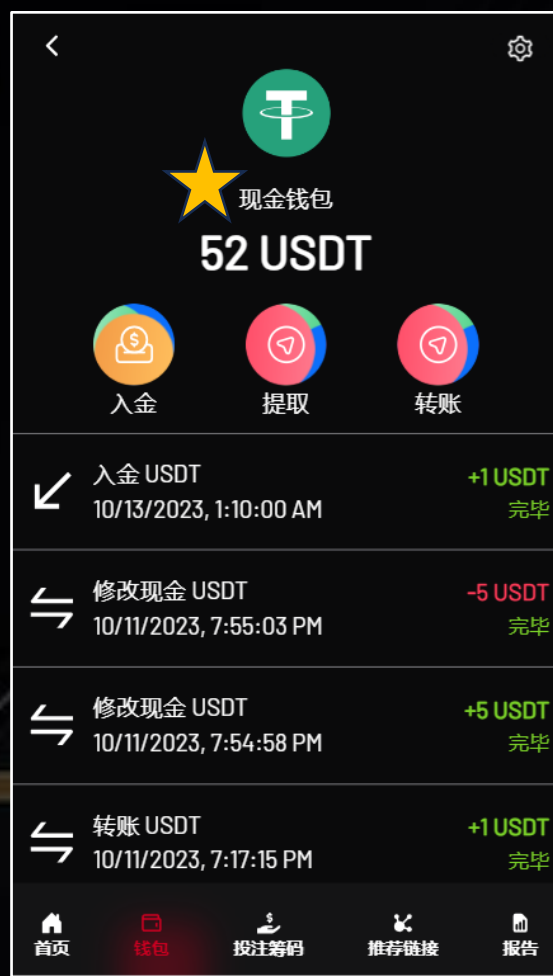 现金钱包
52 USDT
入金 提取 转账
入金 USDT +1 USDT
10/13/2023, 1:10:00 AM 完毕
修改现金 USDT -5 USDT
10/11/2023, 7:55:03 PM 完毕
修改现金 USDT +5 USDT
10/11/2023, 7:54:58 PM 完毕
转账 USDT +1 USDT
10/11/2023, 7:17:15 PM 完毕
首页 钱包 投注筹码 推荐链接 报告